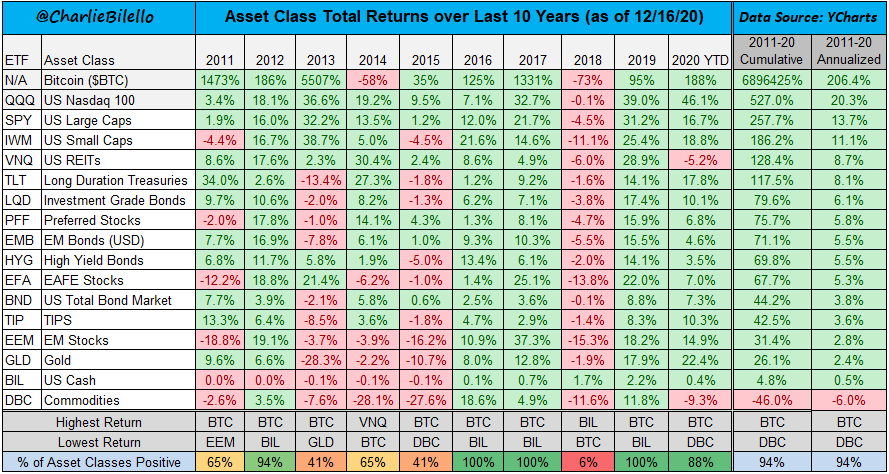 @CharlieBilello Asset Class Total Returns over Last 10 Years (as of 12/16/20) Data Source: YCharts
ETF Asset Class 2011 2012 2013 2014 2015 2016 2017 2018 2019 2020 YTD 2011-20 Cumulative 2011-20 Annualized
N/A Bitcoin ($BTC) 1473% 186% 5507% -58% 35% 125% 1331% -73% 95% 188% 6896425% 206.4%
QQQ US Nasdaq 100 3.4% 18.1% 36.6% 19.2% 9.5% 7.1% 32.7% -0.1% 39.0% 46.1% 527.0% 20.3%
SPY US Large Caps 1.9% 16.0% 32.2% 13.5% 1.2% 12.0% 21.7% -4.5% 31.2% 16.7% 257.7% 13.7%
IWM US Small Caps -4.4% 16.7% 38.7% 5.0% -4.5% 21.6% 14.6% -11.1% 25.4% 18.8% 186.2% 11.1%
VNQ US REITs 8.6% 17.6% 2.3% 30.4% 2.4% 8.6% 4.9% -6.0% 28.9% -5.2% 128.4% 8.7%
TLT Long Duration Treasuries 34.0% 2.6% -13.4% 27.3% -1.8% 1.2% 9.2% -1.6% 14.1% 17.8% 117.5% 8.1%
LQD Investment Grade Bonds 9.7% 10.6% -2.0% 8.2% -1.3% 6.2% 7.1% -3.8% 17.4% 10.1% 79.6% 6.1%
PFF Preferred Stocks -2.0% 17.8% -1.0% 14.1% 4.3% 1.3% 8.1% -4.7% 15.9% 6.8% 75.7% 5.8%
EMB EM Bonds (USD) 7.7% 16.9% -7.8% 6.1% 1.0% 9.3% 10.3% -5.5% 15.5% 4.6% 71.1% 5.5%
HYG High Yield Bonds 6.8% 11.7% 5.8% 1.9% -5.0% 13.4% 6.1% -2.0% 14.1% 3.5% 69.8% 5.5%
EFA EAFE Stocks -12.2% 18.8% 21.4% -6.2% -1.0% 1.4% 25.1% -13.8% 22.0% 7.0% 67.7% 5.3%
BND US Total Bond Market 7.7% 3.9% -2.1% 5.8% 0.6% 2.5% 3.6% -0.1% 8.8% 7.3% 44.2% 3.8%
TIP TIPS 13.3% 6.4% -8.5% 3.6% -1.8% 4.7% 2.9% -1.4% 8.3% 10.3% 42.5% 3.6%
EEM EM Stocks -18.8% 19.1% -3.7% -3.9% -16.2% 10.9% 37.3% -15.3% 18.2% 14.9% 31.4% 2.8%
GLD Gold 9.6% 6.6% -28.3% -2.2% -10.7% 8.0% 12.8% -1.9% 17.9% 22.4% 26.1% 2.4%
BIL US Cash 0.0% 0.0% -0.1% -0.1% -0.1% 0.1% 0.7% 1.7% 2.2% 0.4% 4.8% 0.5%
DBC Commodities -2.6% 3.5% -7.6% -28.1% -27.6% 18.6% 4.9% -11.6% 11.8% -9.3% -46.0% -6.0%
Highest Return BTC BTC BTC VNQ BTC BTC BTC BIL BTC BTC BTC BTC
Lowest Return EEM BIL GLD BTC DBC BIL BIL BTC BIL DBC DBC DBC
% of Asset Classes Positive 65% 94% 41% 65% 41% 100% 100% 6% 100% 88% 94% 94%